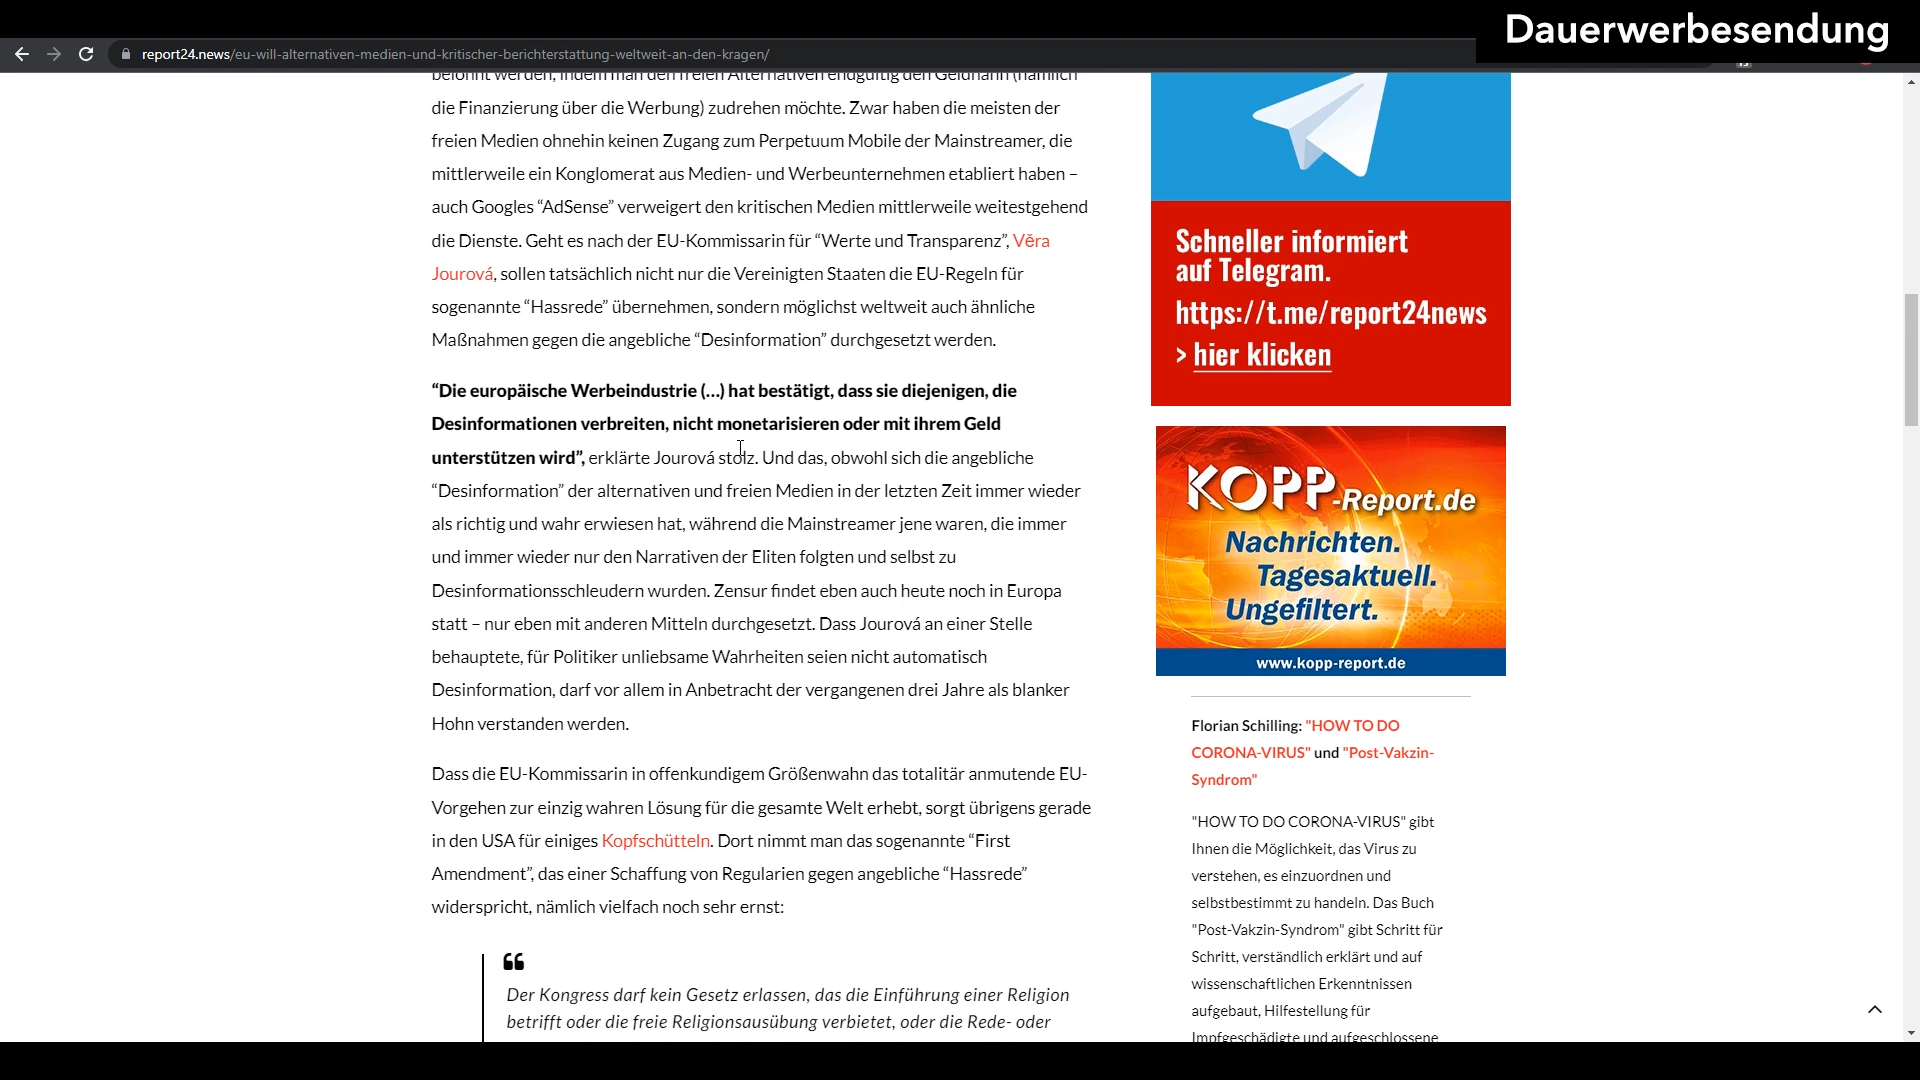 Dauerwerbesendung
report24.news/eu-will-alternativen-medien-und-kritischer-berichterstattung-weltweit-an-den-kragen/
belohnt werden, indem man den freien Alternativen endgültig den Geldhahn (nämlich
die Finanzierung über die Werbung) zudrehen möchte. Zwar haben die meisten der
freien Medien ohnehin keinen Zugang zum Perpetuum Mobile der Mainstreamer, die
mittlerweile ein Konglomerat aus Medien- und Werbeunternehmen etabliert haben –
auch Googles “AdSense” verweigert den kritischen Medien mittlerweile weitestgehend
die Dienste. Geht es nach der EU-Kommissarin für “Werte und Transparenz”, Věra
Jourová, sollen tatsächlich nicht nur die Vereinigten Staaten die EU-Regeln für
sogenannte “Hassrede” übernehmen, sondern möglichst weltweit auch ähnliche
Maßnahmen gegen die angebliche “Desinformation” durchgesetzt werden.
“Die europäische Werbeindustrie (…) hat bestätigt, dass sie diejenigen, die
Desinformationen verbreiten, nicht monetarisieren oder mit ihrem Geld
unterstützen wird”, erklärte Jourová stolz. Und das, obwohl sich die angebliche
“Desinformation” der alternativen und freien Medien in der letzten Zeit immer wieder
als richtig und wahr erwiesen hat, während die Mainstreamer jene waren, die immer
und immer wieder nur den Narrativen der Eliten folgten und selbst zu
Desinformationsschleudern wurden. Zensur findet eben auch heute noch in Europa
statt – nur eben mit anderen Mitteln durchgesetzt. Dass Jourová an einer Stelle
behauptete, für Politiker unliebsame Wahrheiten seien nicht automatisch
Desinformation, darf vor allem in Anbetracht der vergangenen drei Jahre als blanker
Hohn verstanden werden.
Dass die EU-Kommissarin in offenkundigem Größenwahn das totalitär anmutende EU-
Vorgehen zur einzig wahren Lösung für die gesamte Welt erhebt, sorgt übrigens gerade
in den USA für einiges Kopfschütteln. Dort nimmt man das sogenannte “First
Amendment”, das einer Schaffung von Regularien gegen angebliche “Hassrede”
widerspricht, nämlich vielfach noch sehr ernst:
Der Kongress darf kein Gesetz erlassen, das die Einführung einer Religion
betrifft oder die freie Religionsausübung verbietet, oder die Rede- oder
Schneller informiert
auf Telegram.
https://t.me/report24news
> hier klicken
KOPP-Report.de
Nachrichten.
Tagesaktuell.
Ungefiltert.
www.kopp-report.de
Florian Schilling: "HOW TO DO
CORONA-VIRUS" und "Post-Vakzin-
Syndrom"
"HOW TO DO CORONA-VIRUS" gibt
Ihnen die Möglichkeit, das Virus zu
verstehen, es einzuordnen und
selbstbestimmt zu handeln. Das Buch
"Post-Vakzin-Syndrom" gibt Schritt für
Schritt, verständlich erklärt und auf
wissenschaftlichen Erkenntnissen
aufgebaut, Hilfestellung für
Impfgeschädigte und aufgeschlossene